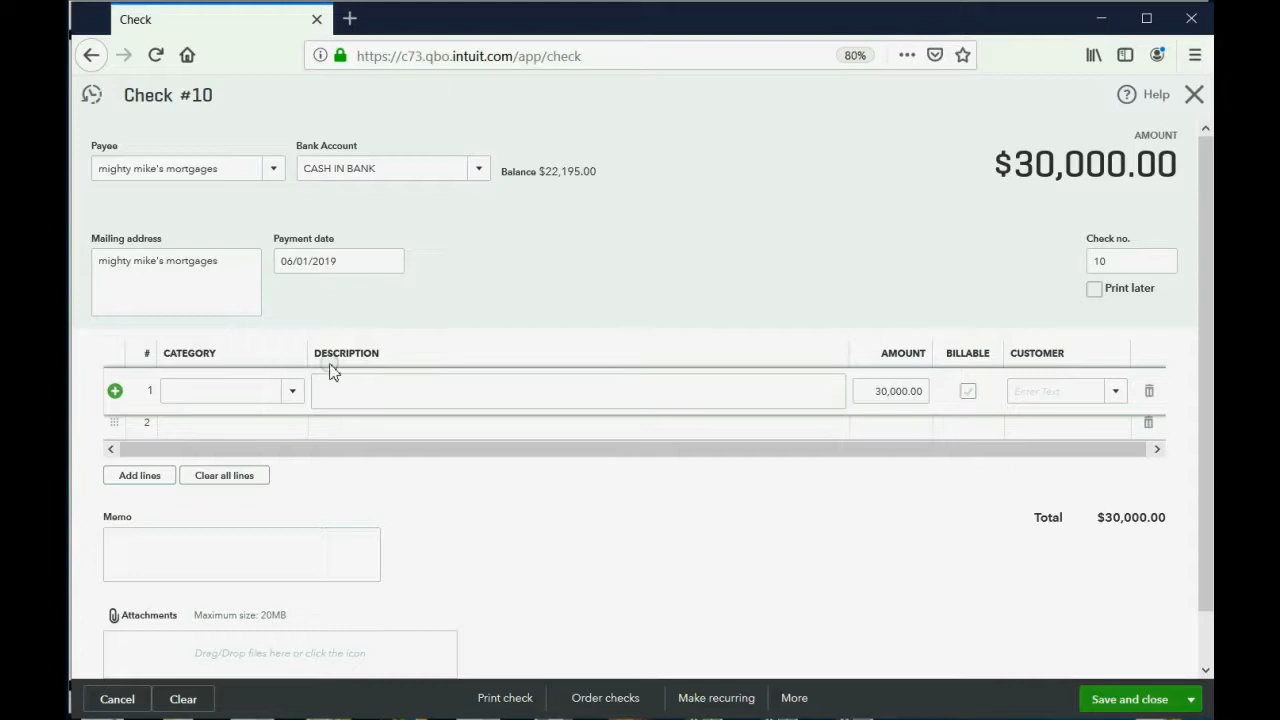 Check
https://c73.qbo.intuit.com/app/check
80%
Check #10
Help
Payee
Bank Account
AMOUNT
mighty mike's mortgages
CASH IN BANK
Balance $22,195.00
$30,000.00
Mailing address
Payment date
Check no.
mighty mike's mortgages
06/01/2019
10
Print later
# CATEGORY DESCRIPTION AMOUNT BILLABLE CUSTOMER
1 30,000.00 Enter Text
2
Add lines
Clear all lines
Memo
Total $30,000.00
Attachments Maximum size: 20MB
Drag/Drop files here or click the icon
Cancel
Clear
Print check
Order checks
Make recurring
More
Save and close